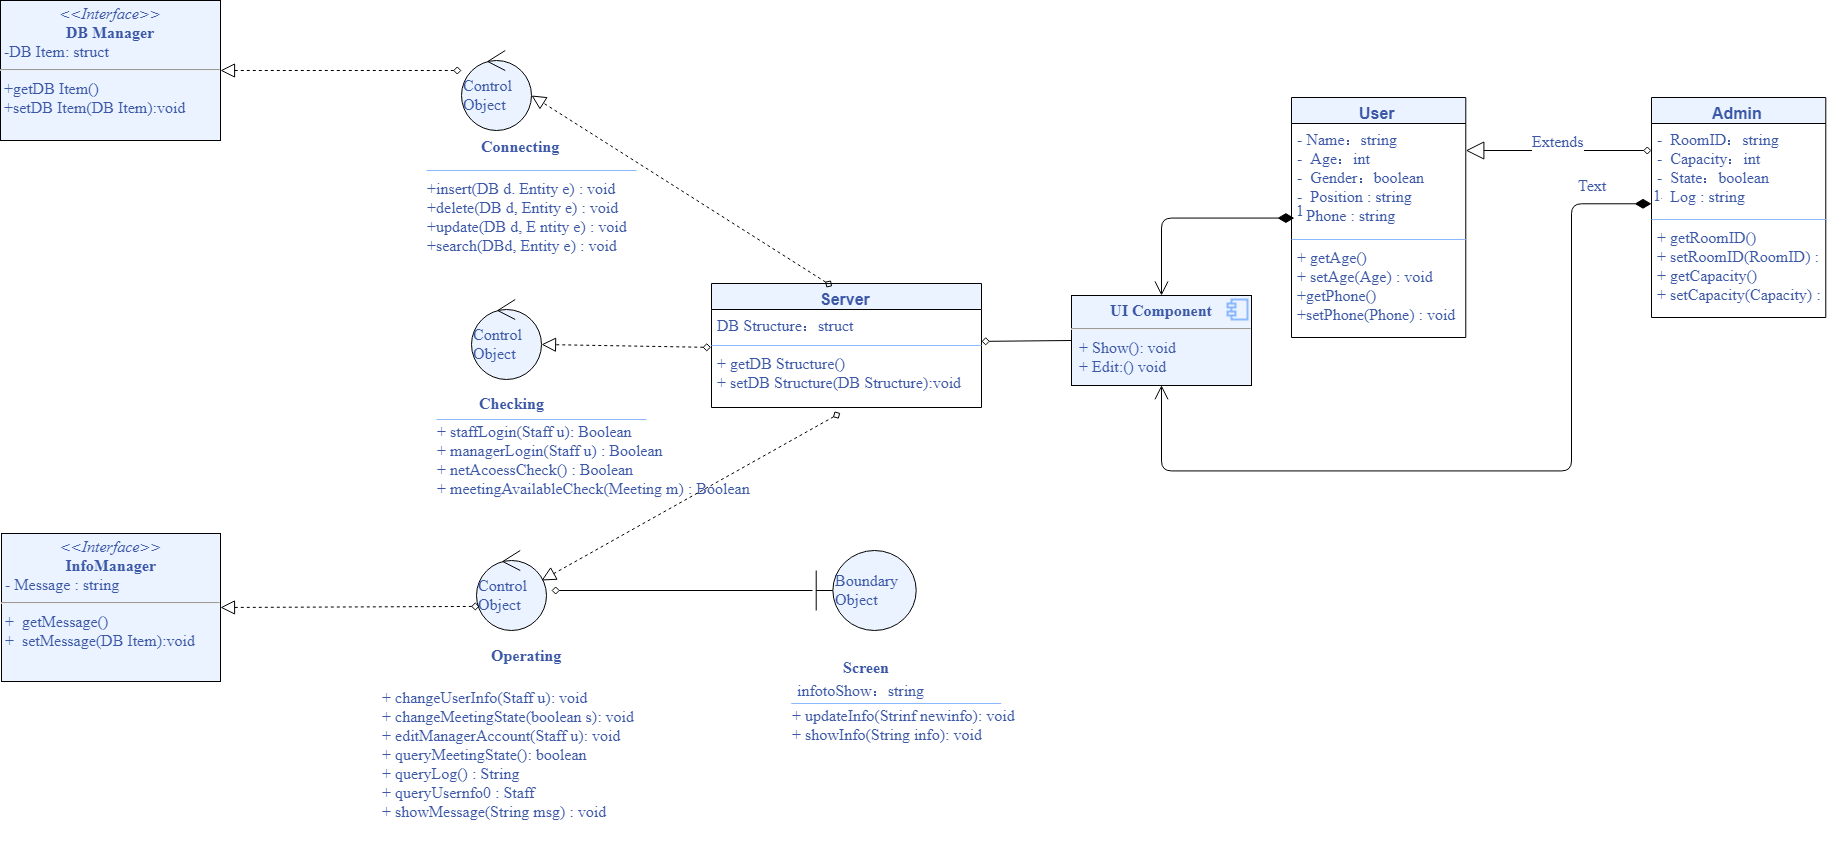 <<Interface>>
DB Manager
-DB Item: struct
+getDB Item()
+setDB Item(DB Item):void
Control
Object
Connecting
+insert(DB d. Entity e) : void
+delete(DB d, Entity e) : void
+update(DB d, E ntity e) : void
+search(DBd, Entity e) : void
Control
Object
Checking
+ staffLogin(Staff u): Boolean
+ managerLogin(Staff u) : Boolean
+ netAcoessCheck() : Boolean
+ meetingAvailableCheck(Meeting m) : Boolean
Server
DB Structure：struct
+ getDB Structure()
+ setDB Structure(DB Structure):void
UI Component
+ Show(): void
+ Edit:() void
User
- Name：string
- Age：int
- Gender：boolean
- Position : string
1 Phone : string
+ getAge()
+ setAge(Age) : void
+getPhone()
+setPhone(Phone) : void
Extends
Text
Admin
- RoomID：string
- Capacity：int
- State：boolean
1 Log : string
+ getRoomID()
+ setRoomID(RoomID) :
+ getCapacity()
+ setCapacity(Capacity) :
<<Interface>>
InfoManager
- Message : string
+ getMessage()
+ setMessage(DB Item):void
Control
Object
Operating
+ changeUserInfo(Staff u): void
+ changeMeetingState(boolean s): void
+ editManagerAccount(Staff u): void
+ queryMeetingState(): boolean
+ queryLog() : String
+ queryUsernfo0 : Staff
+ showMessage(String msg) : void
Boundary
Object
Screen
infotoShow：string
+ updateInfo(Strinf newinfo): void
+ showInfo(String info): void